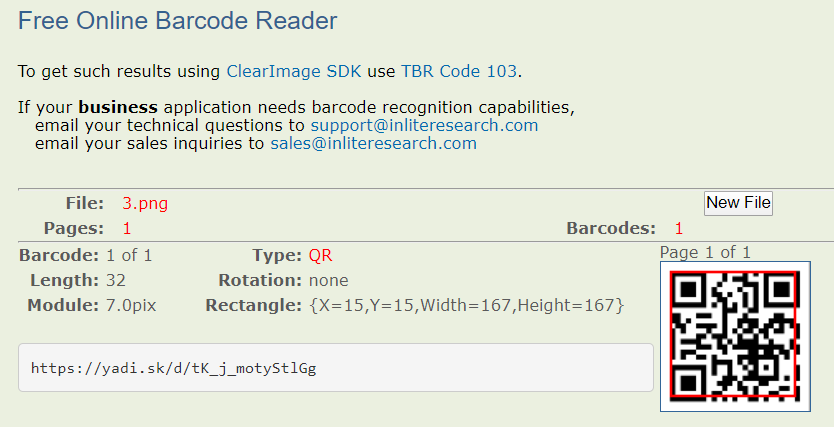 Free Online Barcode Reader
To get such results using ClearImage SDK use TBR Code 103.
If your business application needs barcode recognition capabilities,
email your technical questions to support@inliteresearch.com
email your sales inquiries to sales@inliteresearch.com
File: 3.png New File
Pages: 1 Barcodes: 1
Barcode: 1 of 1 Type: QR Page 1 of 1
Length: 32 Rotation: none
Module: 7.0pix Rectangle: {X=15,Y=15,Width=167,Height=167}
https://yadi.sk/d/tK_j_motyStlGg